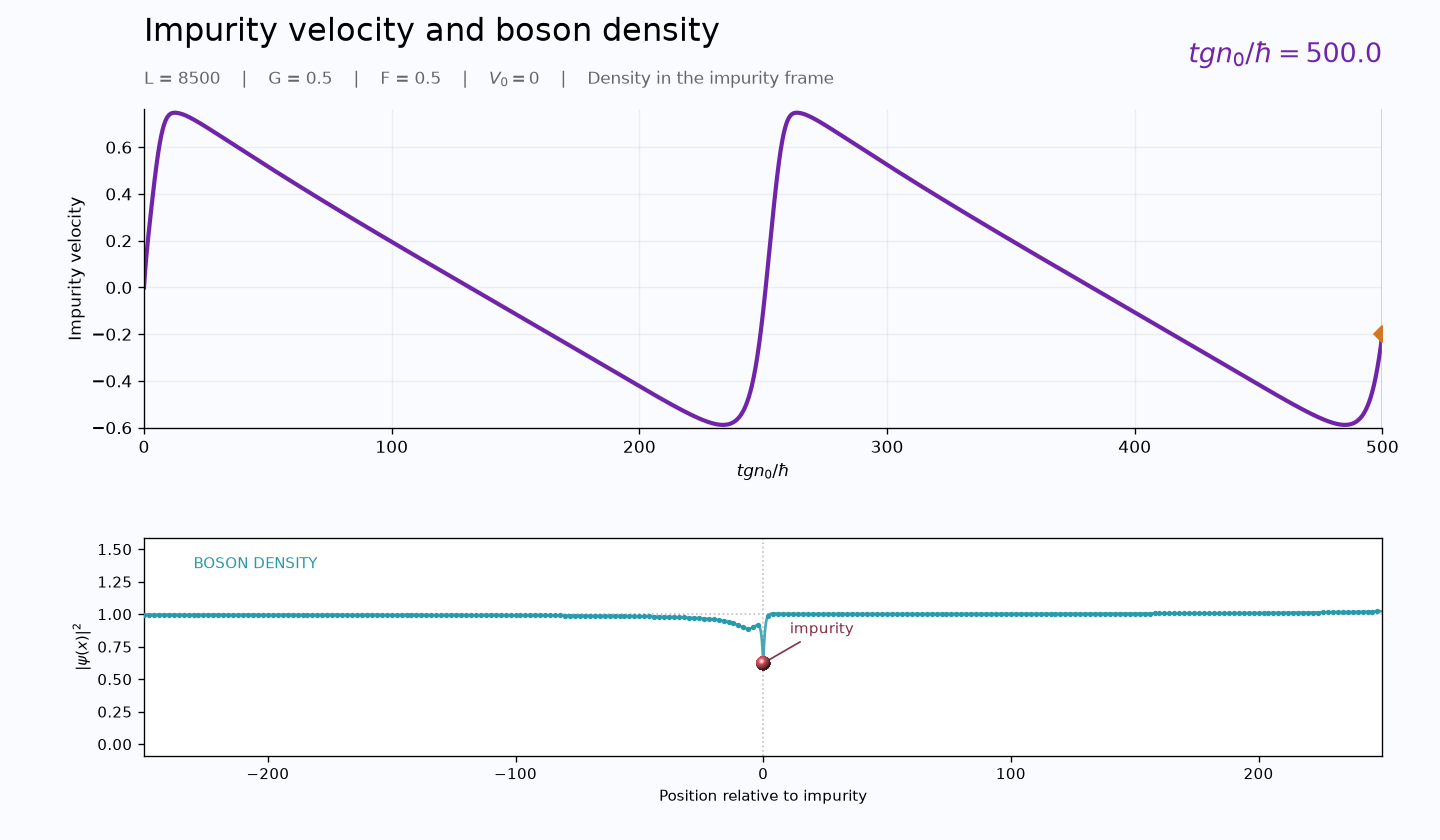 Impurity velocity and boson density
tgn₀/ħ = 500.0
L = 8500 | G = 0.5 | F = 0.5 | V₀ = 0 | Density in the impurity frame
Impurity velocity
0.6
0.4
0.2
0.0
−0.2
−0.4
−0.6
0 100 200 300 400 500
tgn₀/ħ
|ψ(x)|²
1.50
1.25
1.00
0.75
0.50
0.25
0.00
BOSON DENSITY
impurity
−200 −100 0 100 200
Position relative to impurity